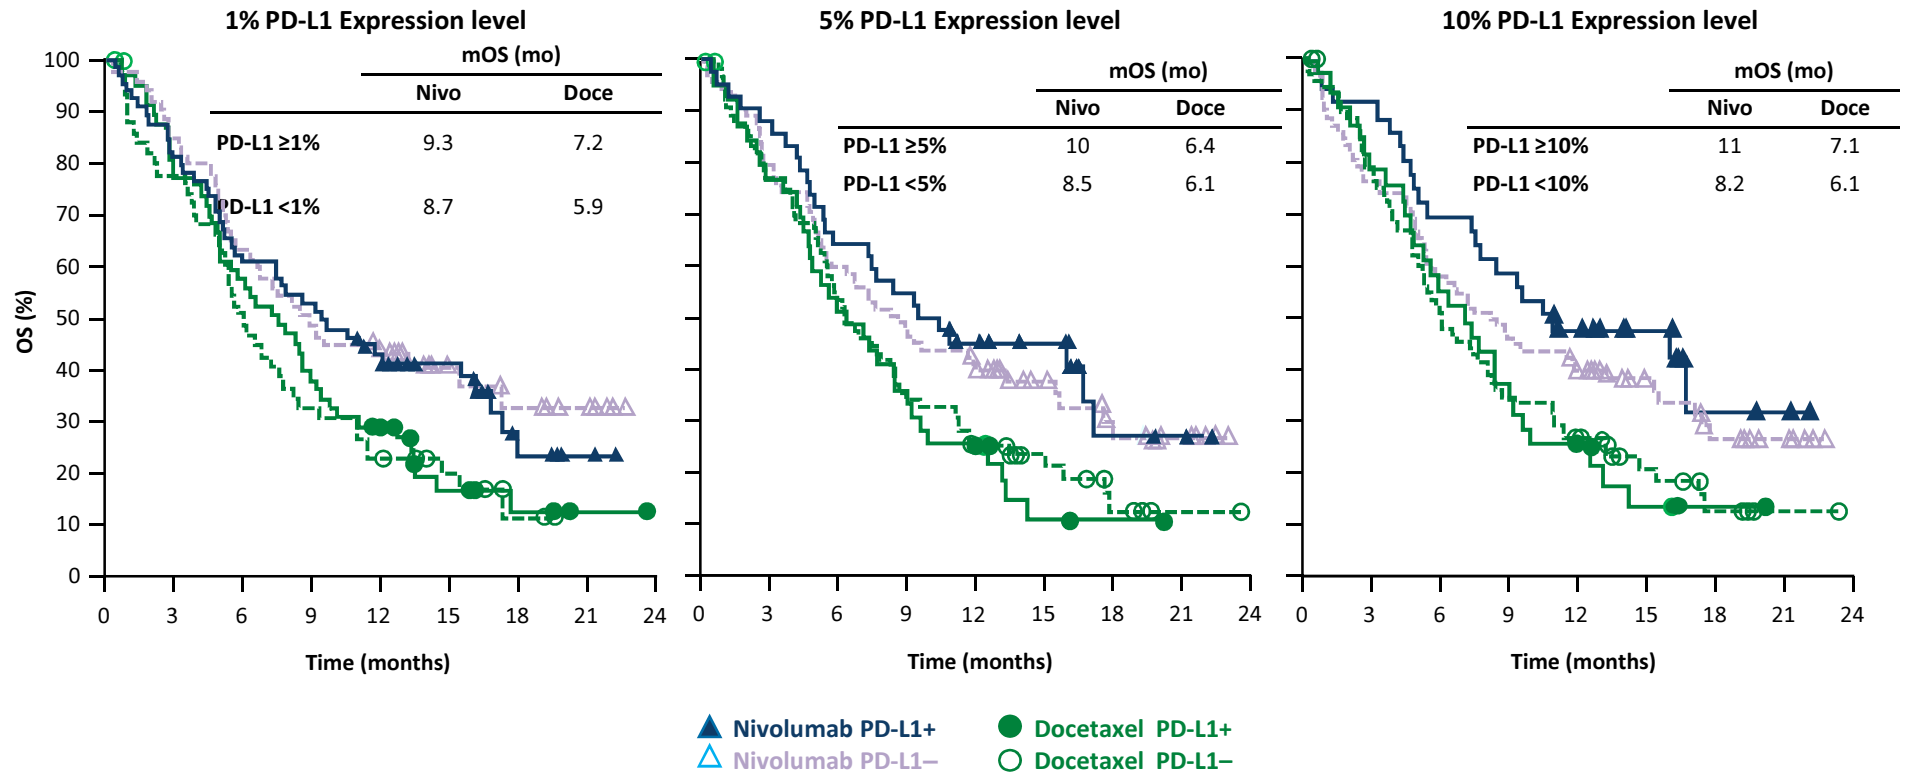 1% PD-L1 Expression level
mOS (mo)
Nivo Doce
PD-L1 ≥1% 9.3 7.2
PD-L1 <1% 8.7 5.9
OS (%)
100
90
80
70
60
50
40
30
20
10
0
0 3 6 9 12 15 18 21 24
Time (months)
5% PD-L1 Expression level
mOS (mo)
Nivo Doce
PD-L1 ≥5% 10 6.4
PD-L1 <5% 8.5 6.1
0 3 6 9 12 15 18 21 24
Time (months)
10% PD-L1 Expression level
mOS (mo)
Nivo Doce
PD-L1 ≥10% 11 7.1
PD-L1 <10% 8.2 6.1
0 3 6 9 12 15 18 21 24
Time (months)
Nivolumab PD-L1+ Docetaxel PD-L1+
Nivolumab PD-L1– Docetaxel PD-L1–